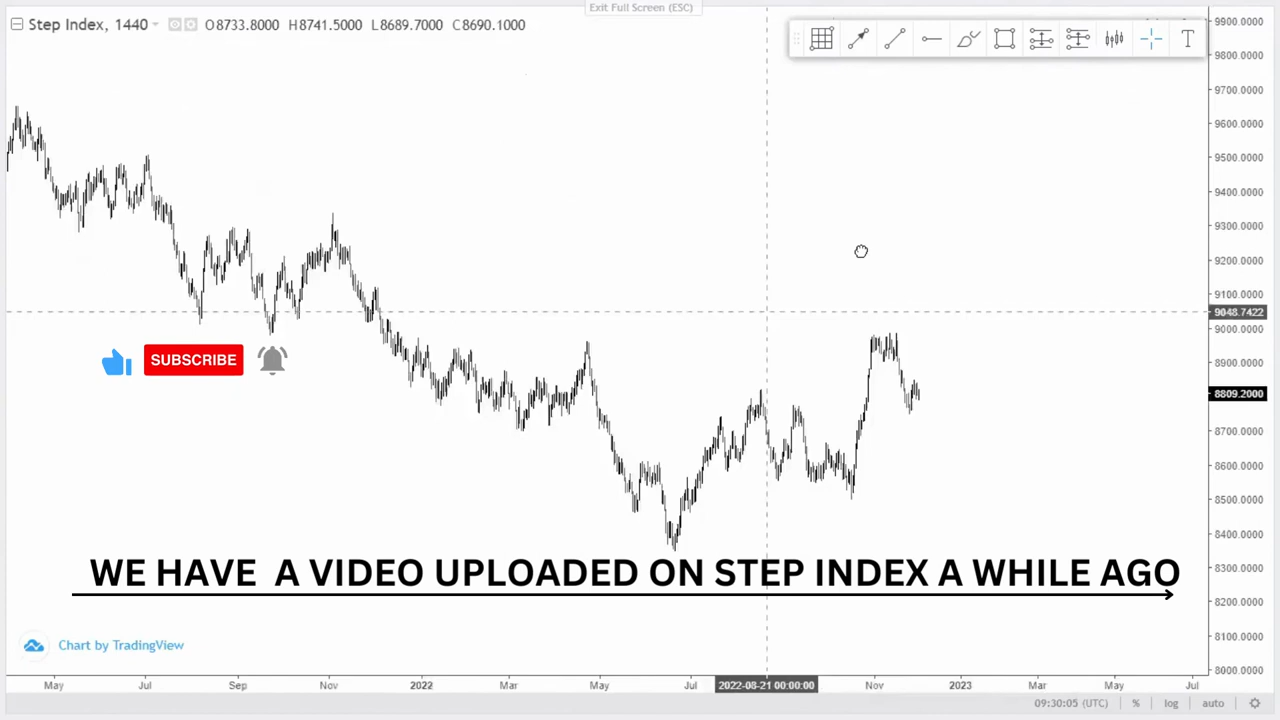 Exit Full Screen (ESC)
Step Index, 1440 O8733.8000 H8741.5000 L8689.7000 C8690.1000
T
9900.0000
9800.0000
9700.0000
9600.0000
9500.0000
9400.0000
9300.0000
9200.0000
9100.0000
9048.7422
9000.0000
8900.0000
8809.2000
8700.0000
8600.0000
8500.0000
8400.0000
8300.0000
8200.0000
8100.0000
8000.0000
SUBSCRIBE
WE HAVE A VIDEO UPLOADED ON STEP INDEX A WHILE AGO
Chart by TradingView
May Jul Sep Nov 2022 Mar May Jul 2022-08-21 00:00:00 Nov 2023 Mar May Jul
09:30:05 (UTC) % log auto